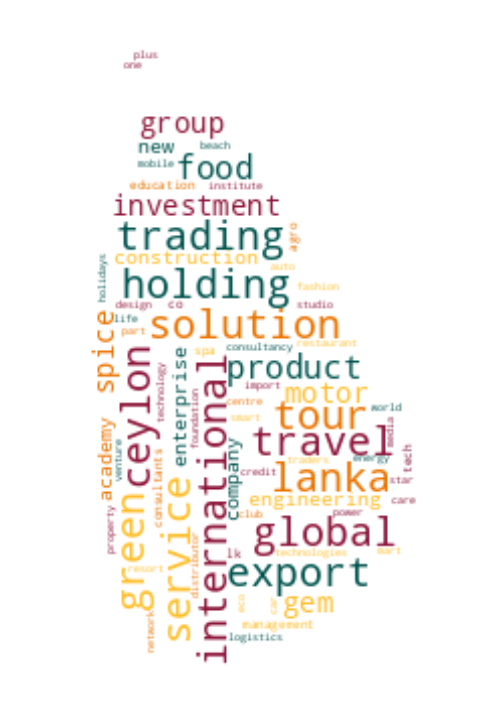 plus
one
group
new
beach
mobile
food
education
institute
investment
trading
agro
construction
auto
holidays
holding
fashion
design
co
studio
life
part
solution
spice
restaurant
consultancy
spa
ceylon
technology
enterprise
international
product
import
motor
centre
foundation
smart
tour
world
travel
media
academy
venture
consultants
company
traders
energy
tech
credit
lanka
star
green
service
engineering
care
property
club
power
global
distributor
lk
technologies
mart
resort
export
eco
car
gem
network
management
logistics